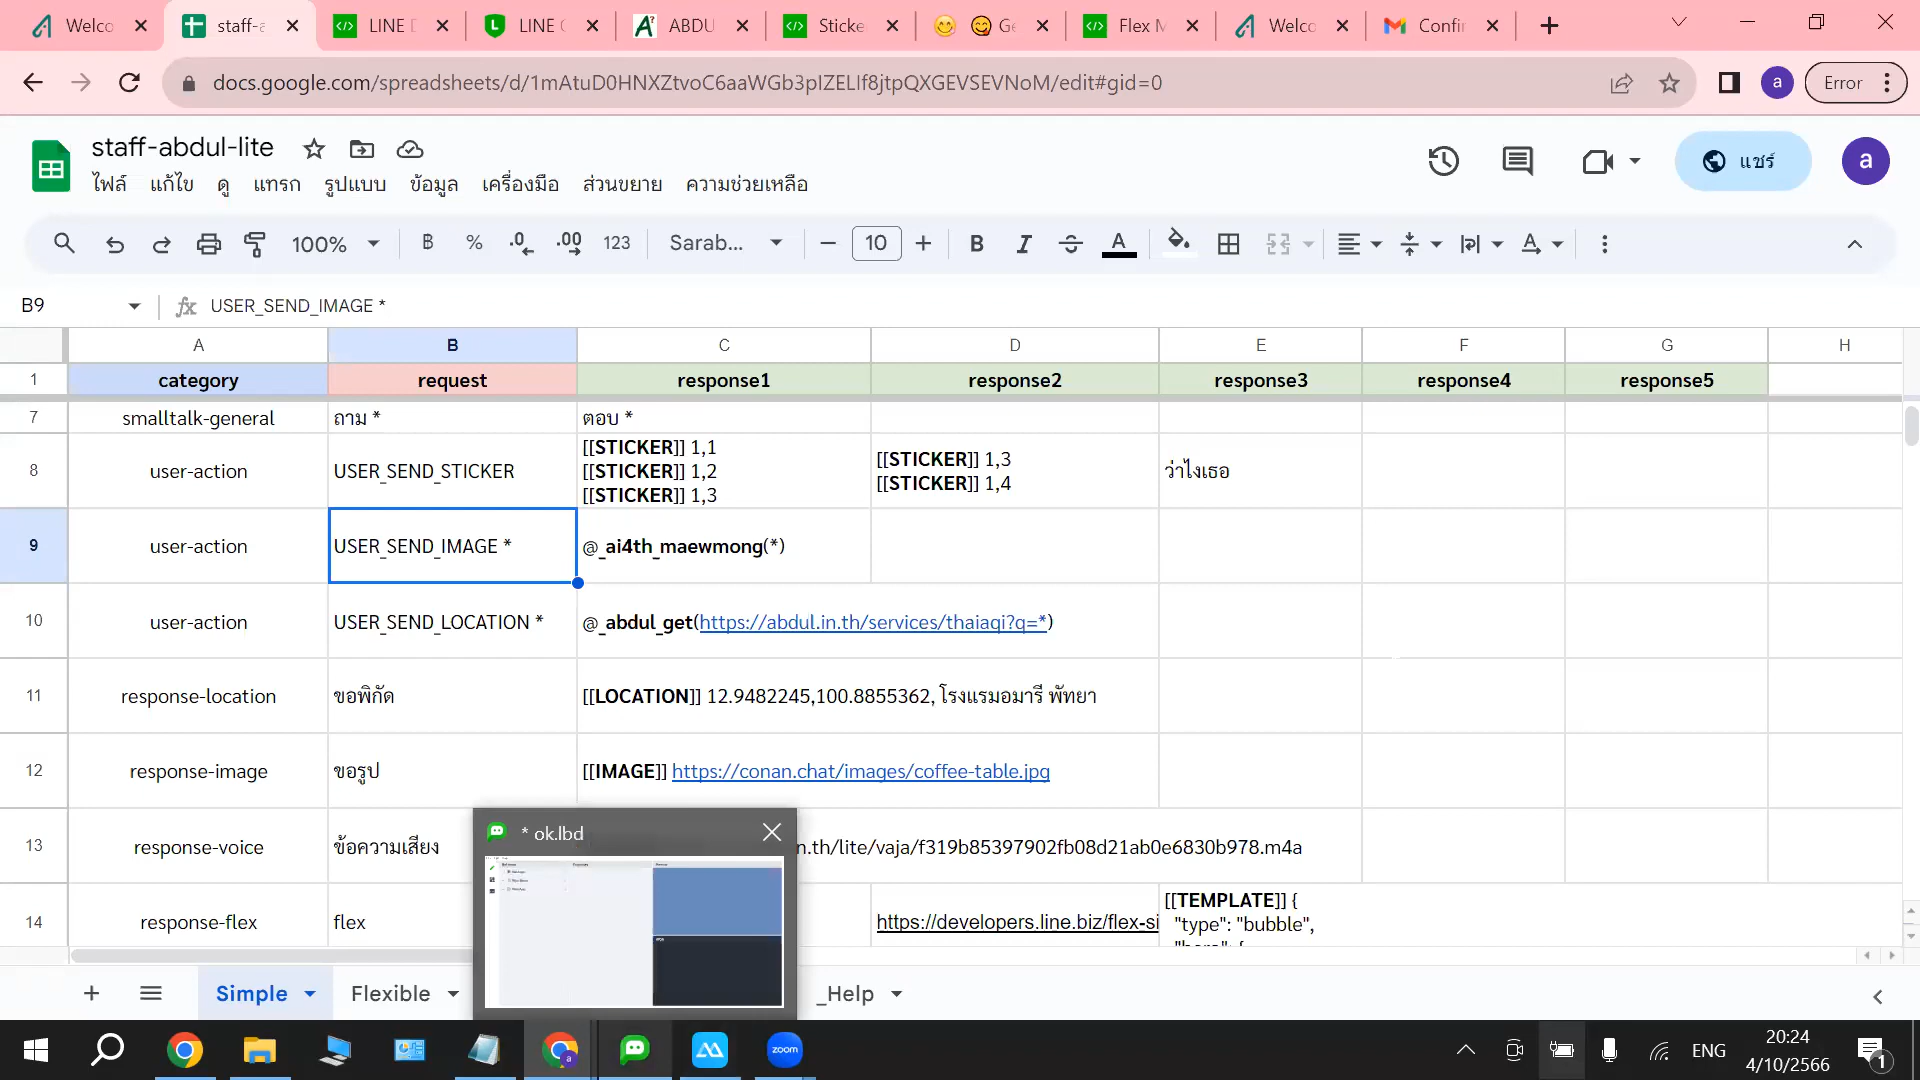 Welco
staff-a
LINE D
LINE C
ABDU
Sticke
Ge
Flex M
Welco
Confir
docs.google.com/spreadsheets/d/1mAtuD0HNXZtvoC6aaWGb3pIZELIf8jtpQXGEVSEVNoM/edit#gid=0
a
Error
staff-abdul-lite
แชร์
a
ไฟล์ แก้ไข ดู แทรก รูปแบบ ข้อมูล เครื่องมือ ส่วนขยาย ความช่วยเหลือ
100% B % .0 .00 123 Sarab... 10 B I A
B9
USER_SEND_IMAGE *
A B C D E F G H
1 category request response1 response2 response3 response4 response5
7 smalltalk-general ถาม * ตอบ *
8 user-action USER_SEND_STICKER
[[STICKER]] 1,1
[[STICKER]] 1,2
[[STICKER]] 1,3
[[STICKER]] 1,3
[[STICKER]] 1,4
ว่าไงเธอ
9 user-action USER_SEND_IMAGE * @_ai4th_maewmong(*)
10 user-action USER_SEND_LOCATION * @_abdul_get(https://abdul.in.th/services/thaiaqi?q=*)
11 response-location ขอพิกัด [[LOCATION]] 12.9482245,100.8855362, โรงแรมอมารี พัทยา
12 response-image ขอรูป [[IMAGE]] https://conan.chat/images/coffee-table.jpg
13 response-voice ข้อความเสียง n.th/lite/vaja/f319b85397902fb08d21ab0e6830b978.m4a
14 response-flex flex https://developers.line.biz/flex-si
[[TEMPLATE]] {
"type": "bubble",
* ok.lbd
Simple Flexible _Help
zoom
ENG
20:24
4/10/2566
1